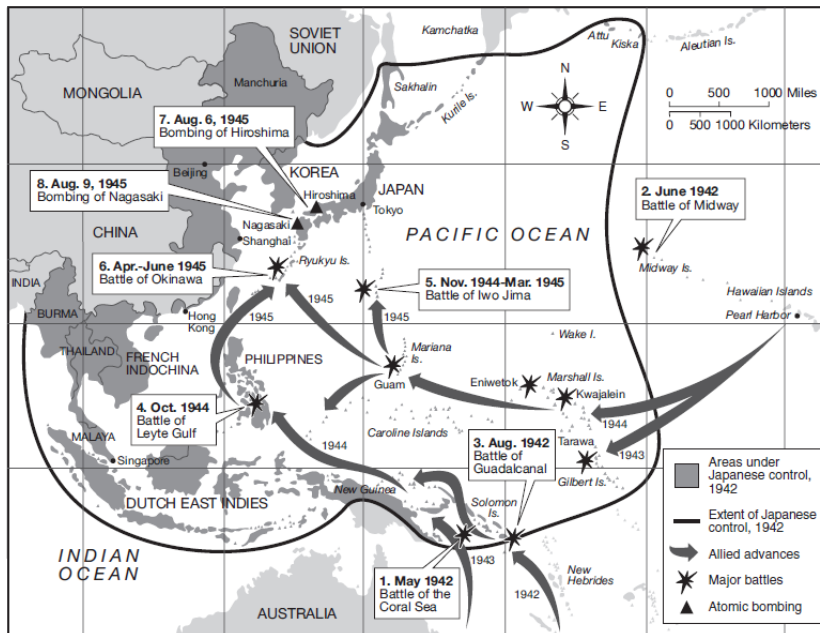 SOVIET
UNION
Kamchatka
Attu
Kiska
Aleutian Is.
MONGOLIA
Manchuria
Sakhalin
Kurile Is.
N
W E
S
0 500 1000 Miles
0 500 1000 Kilometers
7. Aug. 6, 1945
Bombing of Hiroshima
Beijing
KOREA
Hiroshima
JAPAN
Tokyo
8. Aug. 9, 1945
Bombing of Nagasaki
Nagasaki
Shanghai
CHINA
2. June 1942
Battle of Midway
PACIFIC OCEAN
6. Apr.-June 1945
Battle of Okinawa
Ryukyu Is.
Midway Is.
5. Nov. 1944-Mar. 1945
Battle of Iwo Jima
INDIA
BURMA
Hong
Kong
1945
1945
1945
Hawaiian Islands
Pearl Harbor
Wake I.
THAILAND
FRENCH
INDOCHINA
PHILIPPINES
Mariana
Is.
Guam
Eniwetok
Marshall Is.
Kwajalein
4. Oct. 1944
Battle of
Leyte Gulf
1944
Caroline Islands
1944
Tarawa
1943
Gilbert Is.
3. Aug. 1942
Battle of
Guadalcanal
MALAYA
Singapore
DUTCH EAST INDIES
New Guinea
Solomon
Is.
INDIAN
OCEAN
1. May 1942
Battle of the
Coral Sea
1943
1942
New
Hebrides
AUSTRALIA
Areas under
Japanese control,
1942
Extent of Japanese
control, 1942
Allied advances
Major battles
Atomic bombing